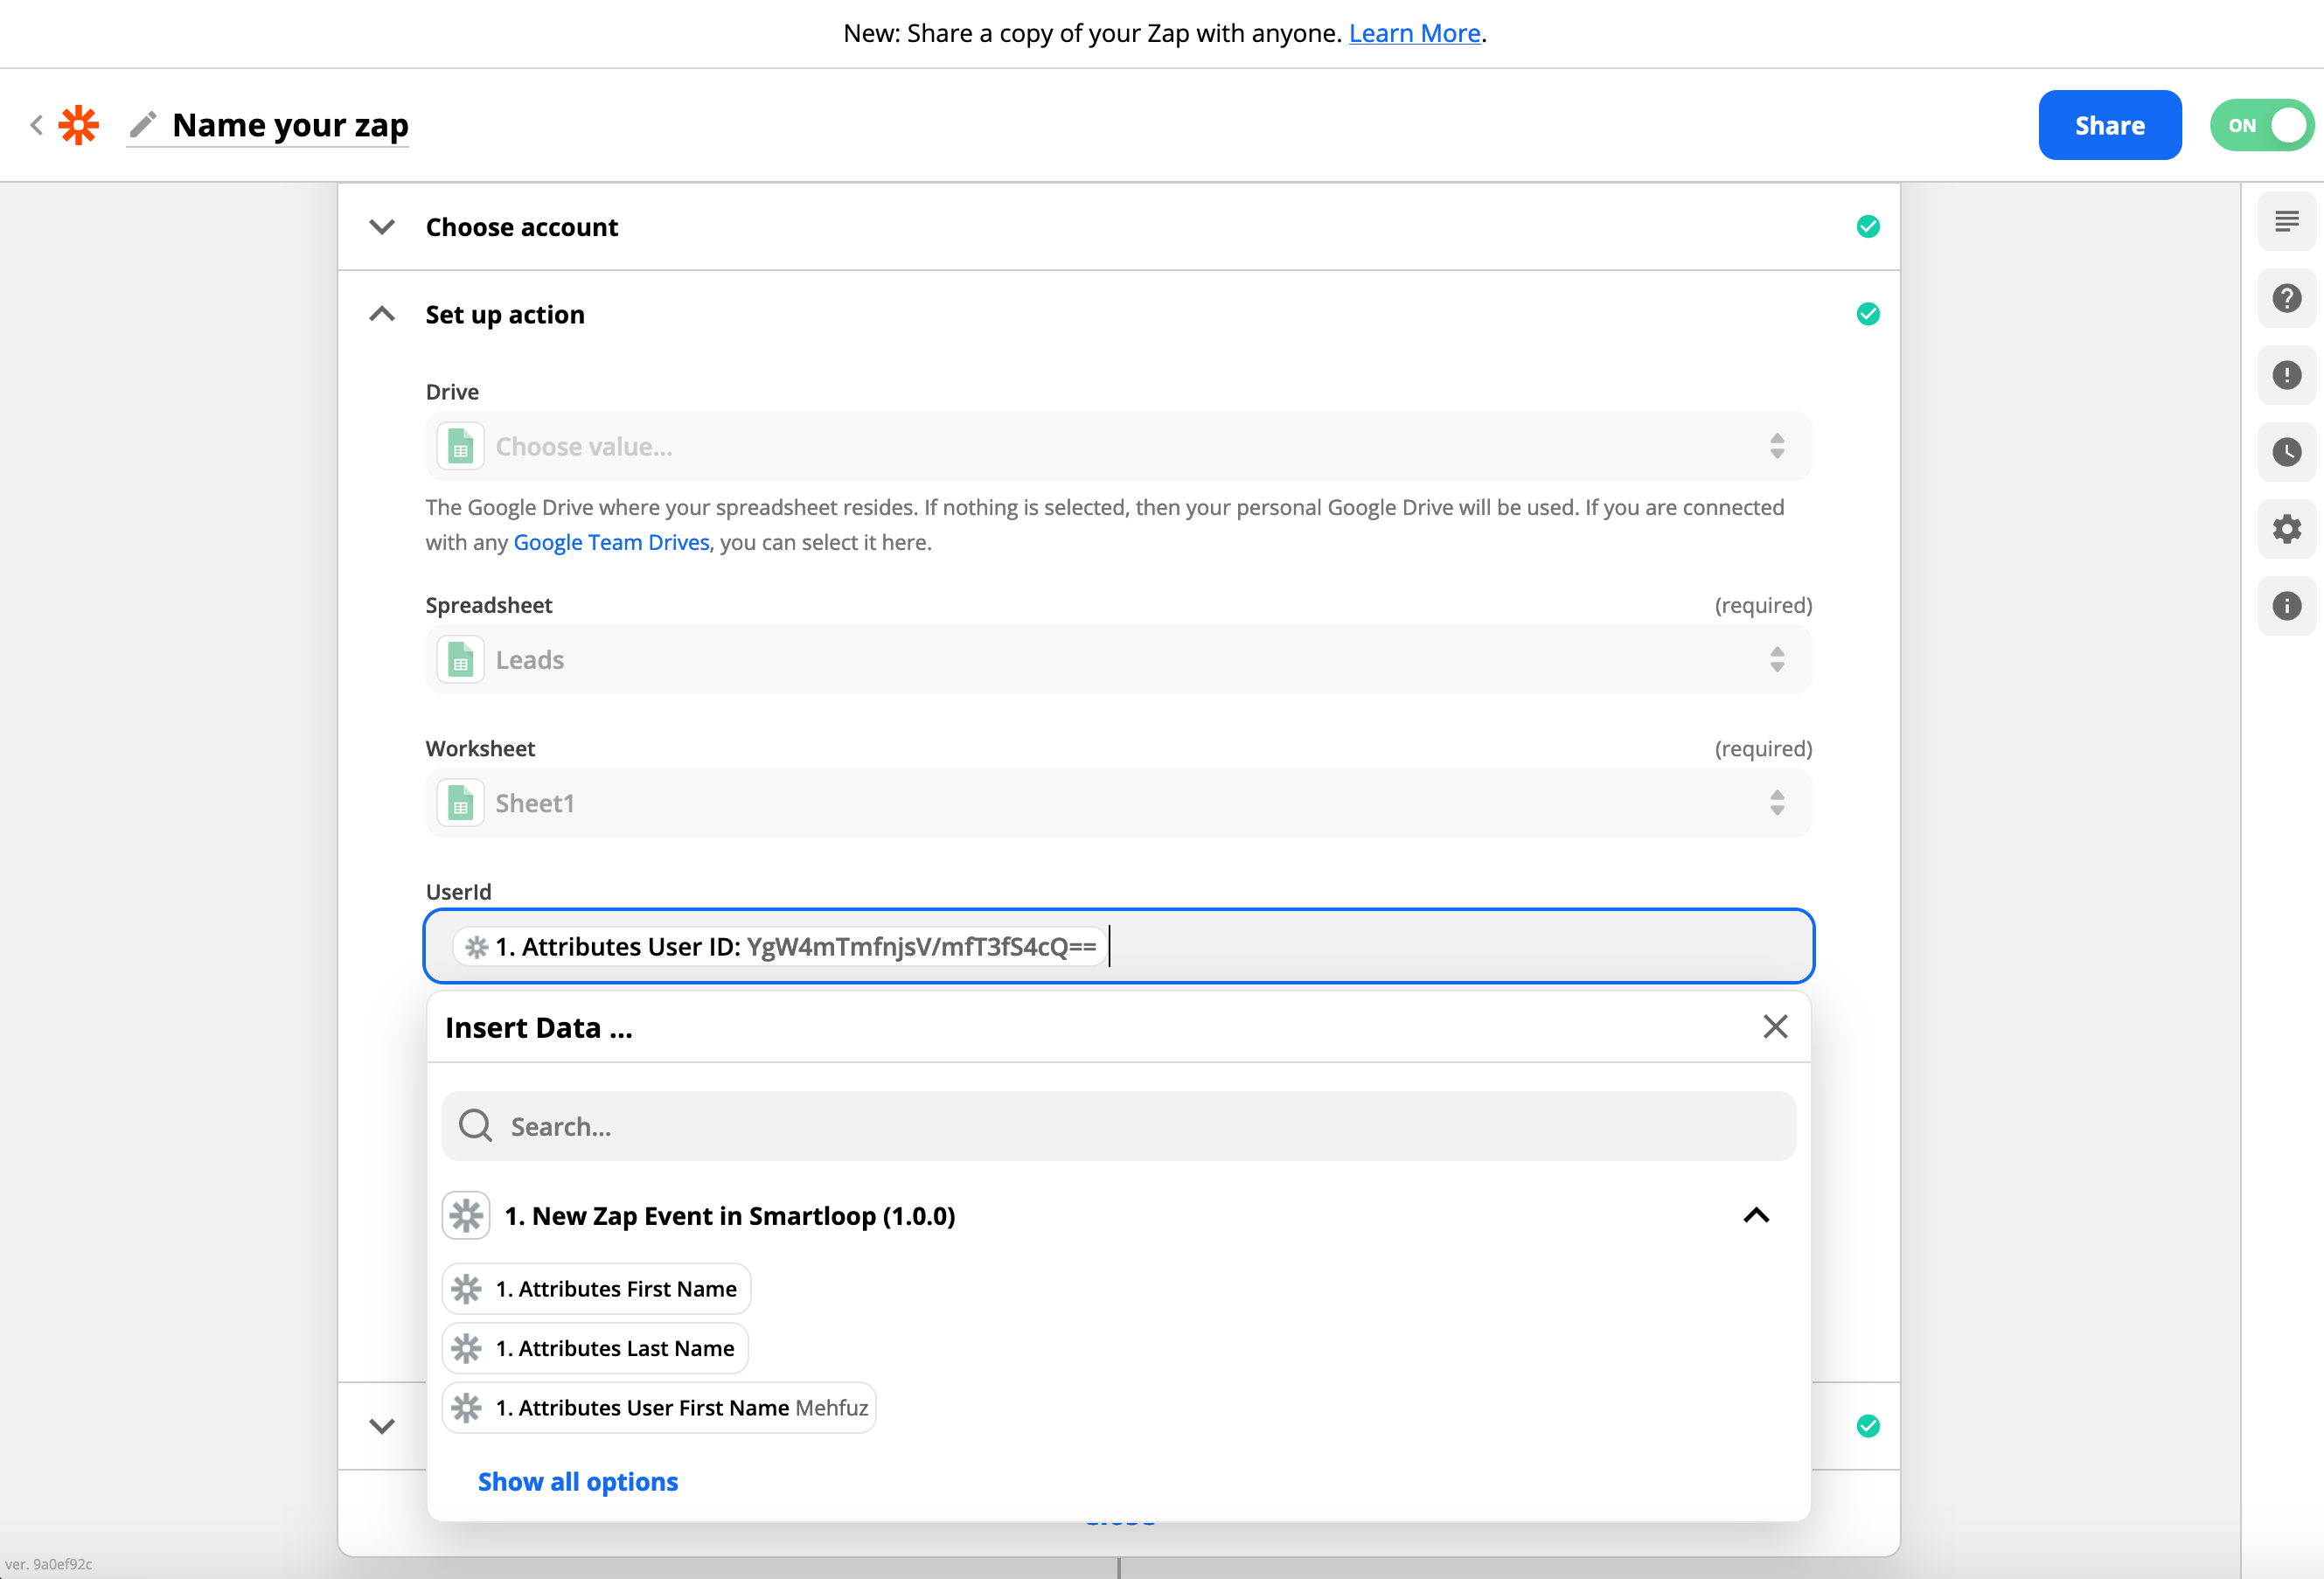 New: Share a copy of your Zap with anyone. Learn More.
Name your zap
Share
ON
Choose account
Set up action
Drive
Choose value...
The Google Drive where your spreadsheet resides. If nothing is selected, then your personal Google Drive will be used. If you are connected
with any Google Team Drives, you can select it here.
Spreadsheet (required)
Leads
Worksheet (required)
Sheet1
UserId
1. Attributes User ID: YgW4mTmfnjsV/mfT3fS4cQ==
Insert Data ...
Search...
1. New Zap Event in Smartloop (1.0.0)
1. Attributes First Name
1. Attributes Last Name
1. Attributes User First Name Mehfuz
Show all options
ver. 9a0ef92c